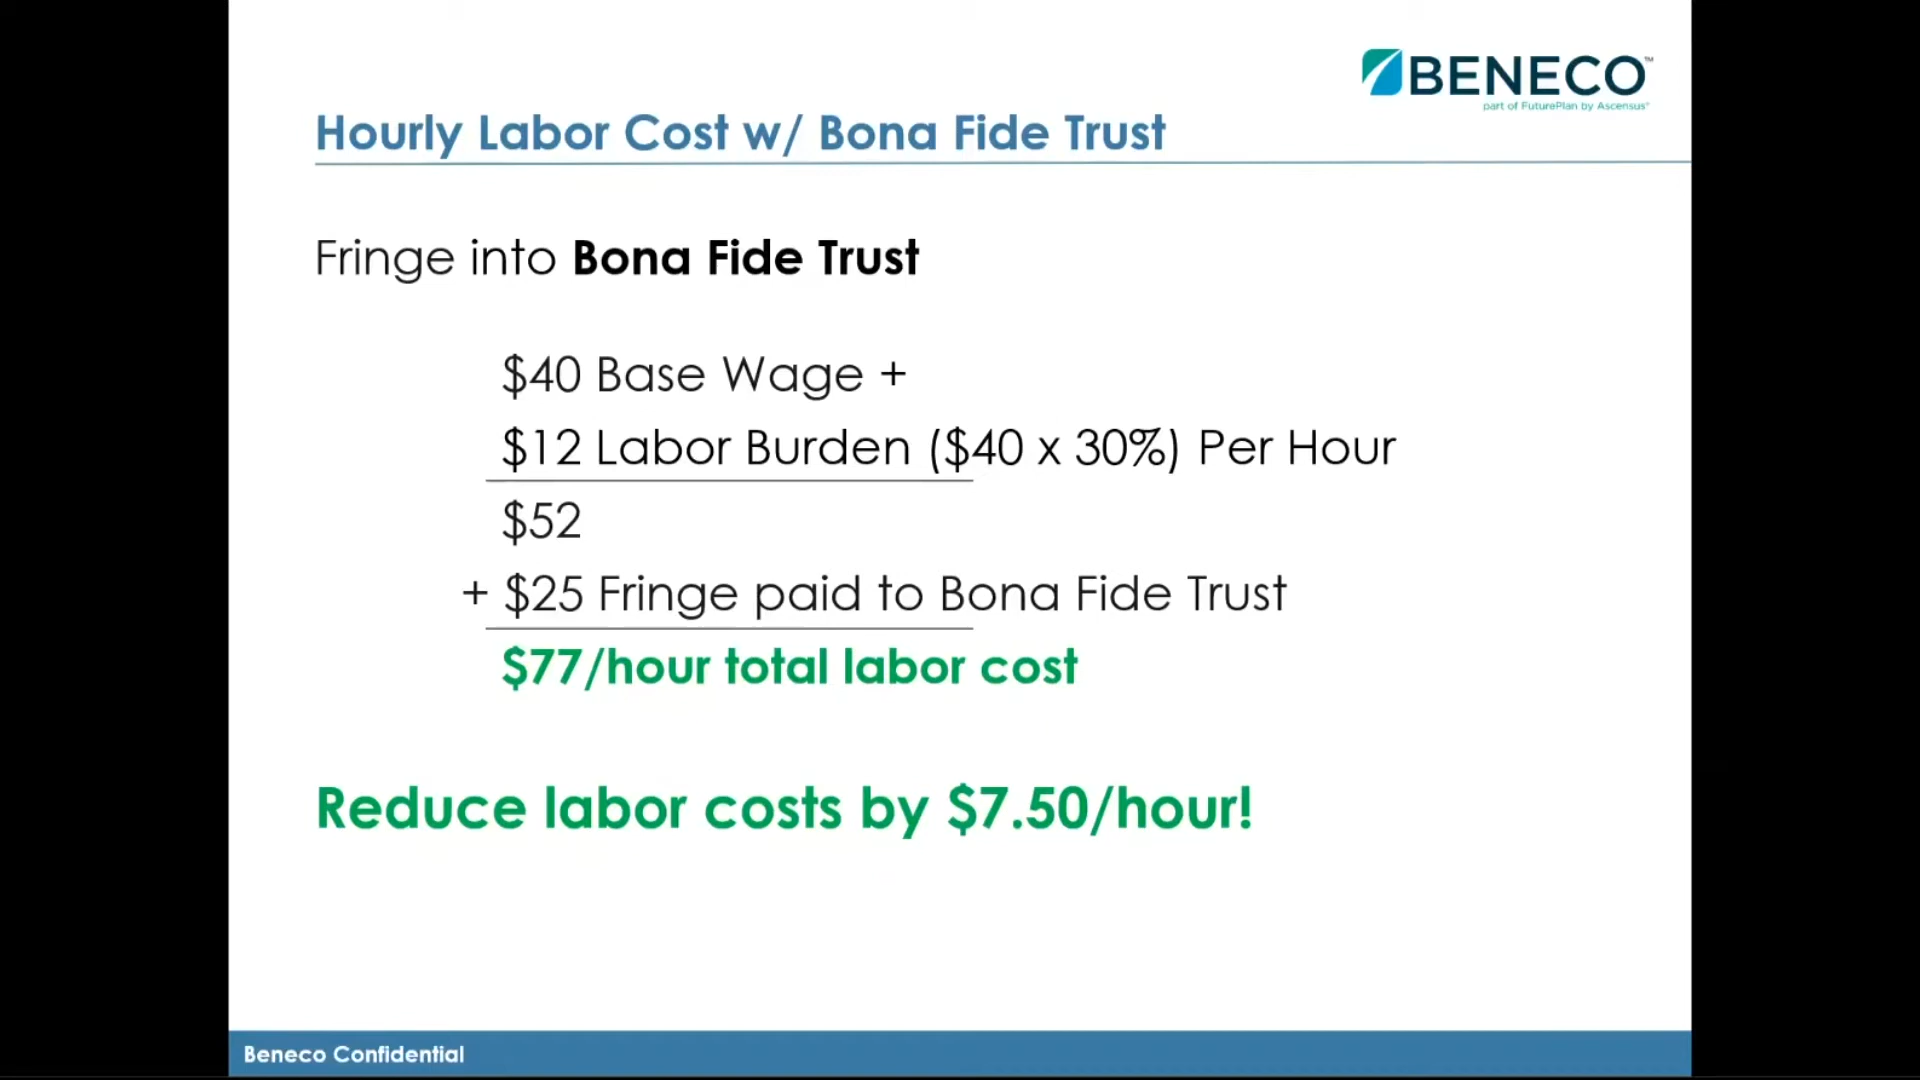 BENECO™
part of FuturePlan by Ascensus®
Hourly Labor Cost w/ Bona Fide Trust
Fringe into Bona Fide Trust
$40 Base Wage +
$12 Labor Burden ($40 x 30%) Per Hour
$52
+ $25 Fringe paid to Bona Fide Trust
$77/hour total labor cost
Reduce labor costs by $7.50/hour!
Beneco Confidential